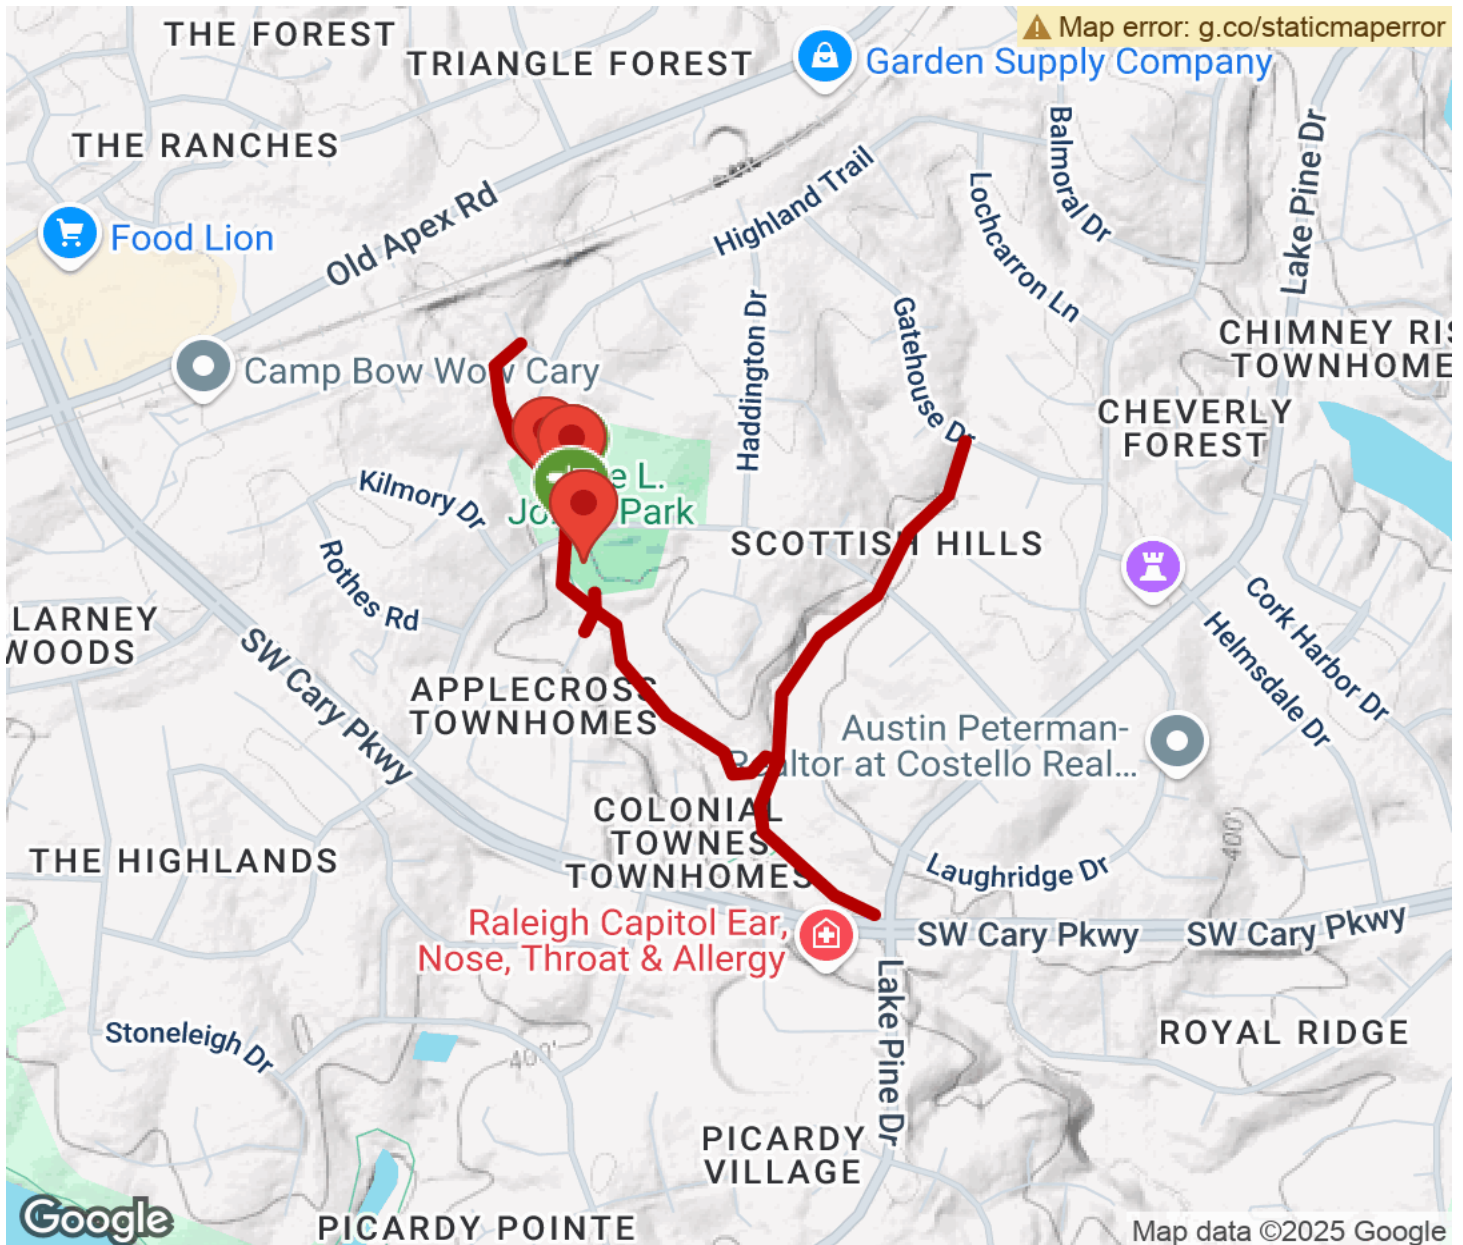 THE FOREST
Map error: g.co/staticmaperror
TRIANGLE FOREST
Garden Supply Company
THE RANCHES
Balmoral Dr
Lake Pine Dr
Highland Trail
Lochcarron Ln
Old Apex Rd
Food Lion
Haddington Dr
Gatehouse Dr
CHIMNEY RIS
TOWNHOME
Camp Bow Wow Cary
CHEVERLY
FOREST
Kilmory Dr
e L.
Park
SCOTTISH HILLS
Rothes Rd
LARNEY
WOODS
Cork Harbor Dr
Helmsdale Dr
SW Cary Pkwy
APPLECROSS
TOWNHOMES
Austin Peterman-
Realtor at Costello Real...
COLONIAL
TOWNES
TOWNHOMES
400'
THE HIGHLANDS
Laughridge Dr
Raleigh Capitol Ear,
Nose, Throat & Allergy
SW Cary Pkwy
SW Cary Pkwy
Lake Pine Dr
Stoneleigh Dr
400'
ROYAL RIDGE
PICARDY
VILLAGE
Google
PICARDY POINTE
Map data ©2025 Google